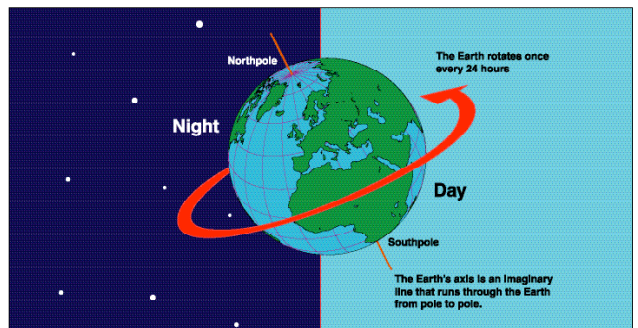 Northpole
The Earth rotates once
every 24 hours
Night
Day
Southpole
The Earth's axis is an imaginary
line that runs through the Earth
from pole to pole.